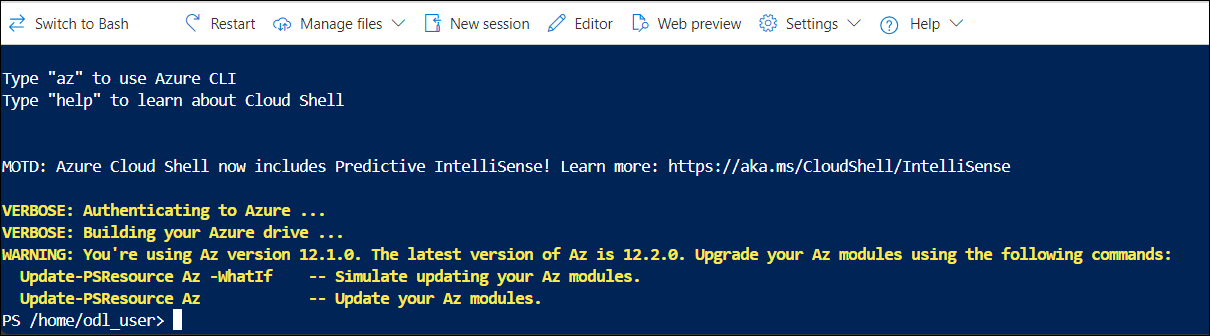 Switch to Bash Restart Manage files New session Editor Web preview Settings Help
Type "az" to use Azure CLI
Type "help" to learn about Cloud Shell
MOTD: Azure Cloud Shell now includes Predictive IntelliSense! Learn more: https://aka.ms/CloudShell/IntelliSense
VERBOSE: Authenticating to Azure ...
VERBOSE: Building your Azure drive ...
WARNING: You're using Az version 12.1.0. The latest version of Az is 12.2.0. Upgrade your Az modules using the following commands:
  Update-PSResource Az -WhatIf    -- Simulate updating your Az modules.
  Update-PSResource Az            -- Update your Az modules.
PS /home/odl_user>